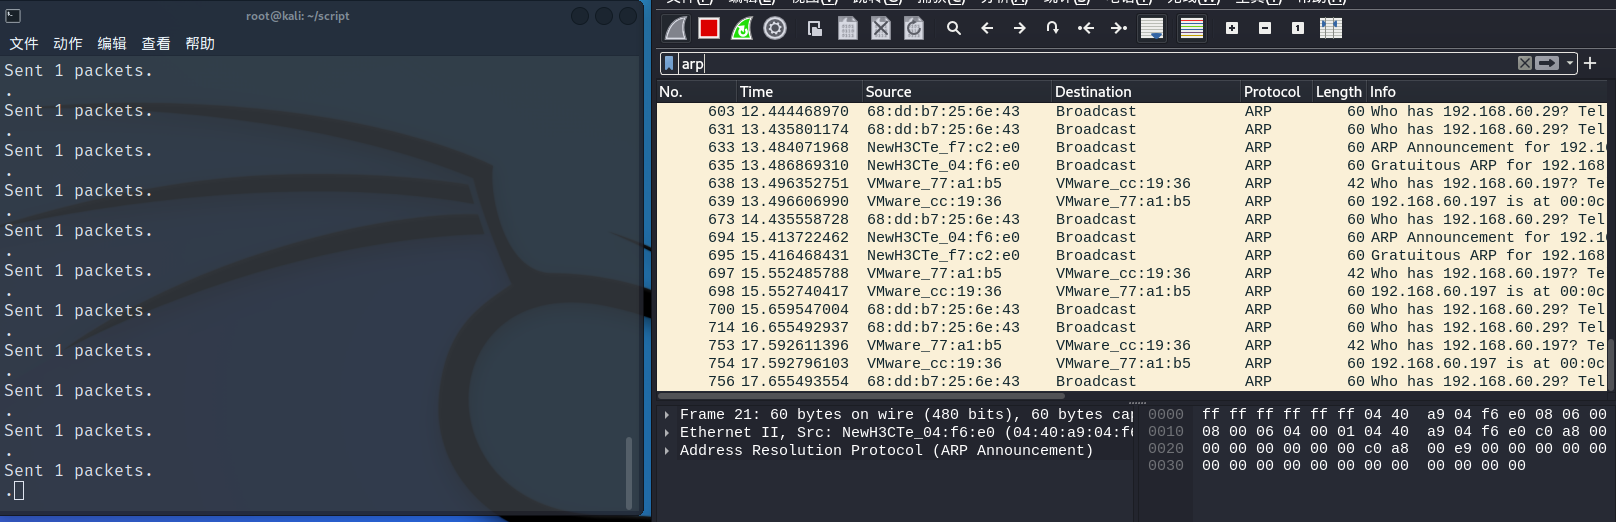 root@kali: ~/script
文件 动作 编辑 查看 帮助
Sent 1 packets.
.
Sent 1 packets.
.
Sent 1 packets.
.
Sent 1 packets.
.
Sent 1 packets.
.
Sent 1 packets.
.
Sent 1 packets.
.
Sent 1 packets.
.
Sent 1 packets.
.
Sent 1 packets.
.
Sent 1 packets.
.
arp
No. Time Source Destination Protocol Length Info
603 12.444468970 68:dd:b7:25:6e:43 Broadcast ARP 60 Who has 192.168.60.29? Tel
631 13.435801174 68:dd:b7:25:6e:43 Broadcast ARP 60 Who has 192.168.60.29? Tel
633 13.484071968 NewH3CTe_f7:c2:e0 Broadcast ARP 60 ARP Announcement for 192.1
635 13.486869310 NewH3CTe_04:f6:e0 Broadcast ARP 60 Gratuitous ARP for 192.168
638 13.496352751 VMware_77:a1:b5 VMware_cc:19:36 ARP 42 Who has 192.168.60.197? Te
639 13.496606990 VMware_cc:19:36 VMware_77:a1:b5 ARP 60 192.168.60.197 is at 00:0c
673 14.435558728 68:dd:b7:25:6e:43 Broadcast ARP 60 Who has 192.168.60.29? Tel
694 15.413722462 NewH3CTe_04:f6:e0 Broadcast ARP 60 ARP Announcement for 192.1
695 15.416468431 NewH3CTe_f7:c2:e0 Broadcast ARP 60 Gratuitous ARP for 192.168
697 15.552485788 VMware_77:a1:b5 VMware_cc:19:36 ARP 42 Who has 192.168.60.197? Te
698 15.552740417 VMware_cc:19:36 VMware_77:a1:b5 ARP 60 192.168.60.197 is at 00:0c
700 15.659547004 68:dd:b7:25:6e:43 Broadcast ARP 60 Who has 192.168.60.29? Tel
714 16.655492937 68:dd:b7:25:6e:43 Broadcast ARP 60 Who has 192.168.60.29? Tel
753 17.592611396 VMware_77:a1:b5 VMware_cc:19:36 ARP 42 Who has 192.168.60.197? Te
754 17.592796103 VMware_cc:19:36 VMware_77:a1:b5 ARP 60 192.168.60.197 is at 00:0c
756 17.655493554 68:dd:b7:25:6e:43 Broadcast ARP 60 Who has 192.168.60.29? Tel
Frame 21: 60 bytes on wire (480 bits), 60 bytes cap
Ethernet II, Src: NewH3CTe_04:f6:e0 (04:40:a9:04:f6
Address Resolution Protocol (ARP Announcement)
0000 ff ff ff ff ff ff 04 40 a9 04 f6 e0 08 06 00
0010 08 00 06 04 00 01 04 40 a9 04 f6 e0 c0 a8 00
0020 00 00 00 00 00 00 c0 a8 00 e9 00 00 00 00 00
0030 00 00 00 00 00 00 00 00 00 00 00 00